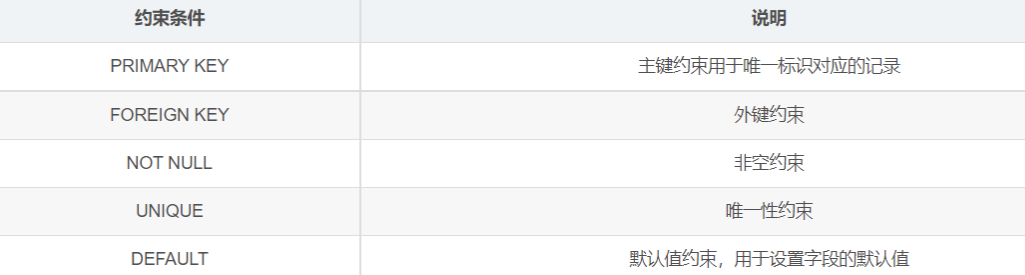 约束条件 说明
PRIMARY KEY 主键约束用于唯一标识对应的记录
FOREIGN KEY 外键约束
NOT NULL 非空约束
UNIQUE 唯一性约束
DEFAULT 默认值约束，用于设置字段的默认值